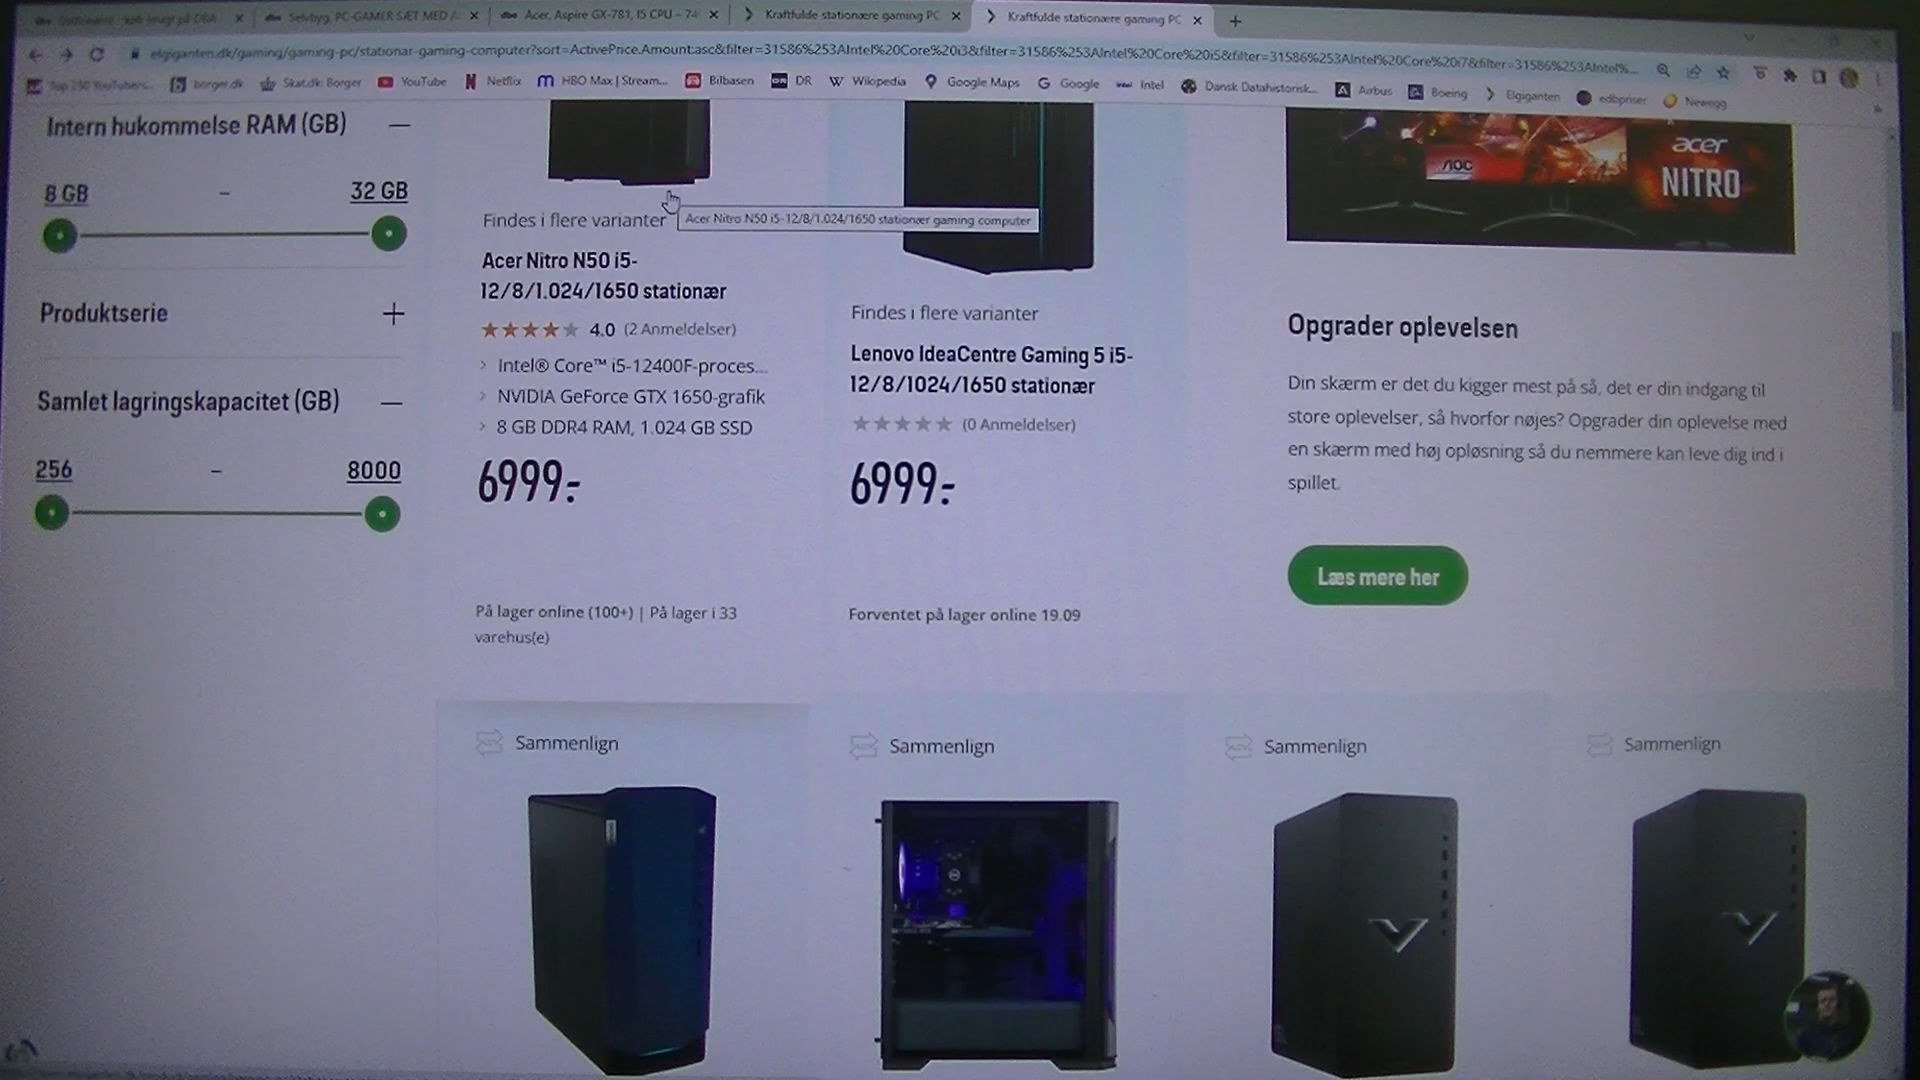 Selvbyg, PC-GAMER SÆT MED
Acer, Aspire GX-781, I5 CPU – 74
Kraftfulde stationære gaming PC
Kraftfulde stationære gaming PC
elgiganten.dk/gaming/gaming-pc/stationar-gaming-computer?sort=ActivePrice.Amount:asc&filter=31586%253AIntel%20Core%20i3&filter=31586%253AIntel%20Core%20i5&filter=31586%253AIntel%20Core%20i7&filter=31586%253AIntel%...
Top 250 YouTubers...
borger.dk
Skat.dk: Borger
YouTube
Netflix
HBO Max | Stream...
Bilbasen
DR
Wikipedia
Google Maps
Google
Intel
Dansk Datahistorisk...
Airbus
Boeing
Elgiganten
edbpriser
Newegg
Intern hukommelse RAM (GB)
8 GB – 32 GB
Produktserie
Samlet lagringskapacitet (GB)
256 – 8000
Findes i flere varianter
Acer Nitro N50 i5-12/8/1.024/1650 stationær gaming computer
Acer Nitro N50 i5-
12/8/1.024/1650 stationær
4.0 (2 Anmeldelser)
Intel® Core™ i5-12400F-proces...
NVIDIA GeForce GTX 1650-grafik
8 GB DDR4 RAM, 1.024 GB SSD
6999.-
På lager online (100+) | På lager i 33
varehus(e)
Findes i flere varianter
Lenovo IdeaCentre Gaming 5 i5-
12/8/1024/1650 stationær
(0 Anmeldelser)
6999.-
Forventet på lager online 19.09
AOC
acer
NITRO
Opgrader oplevelsen
Din skærm er det du kigger mest på så, det er din indgang til
store oplevelser, så hvorfor nøjes? Opgrader din oplevelse med
en skærm med høj opløsning så du nemmere kan leve dig ind i
spillet.
Læs mere her
Sammenlign
Sammenlign
Sammenlign
Sammenlign